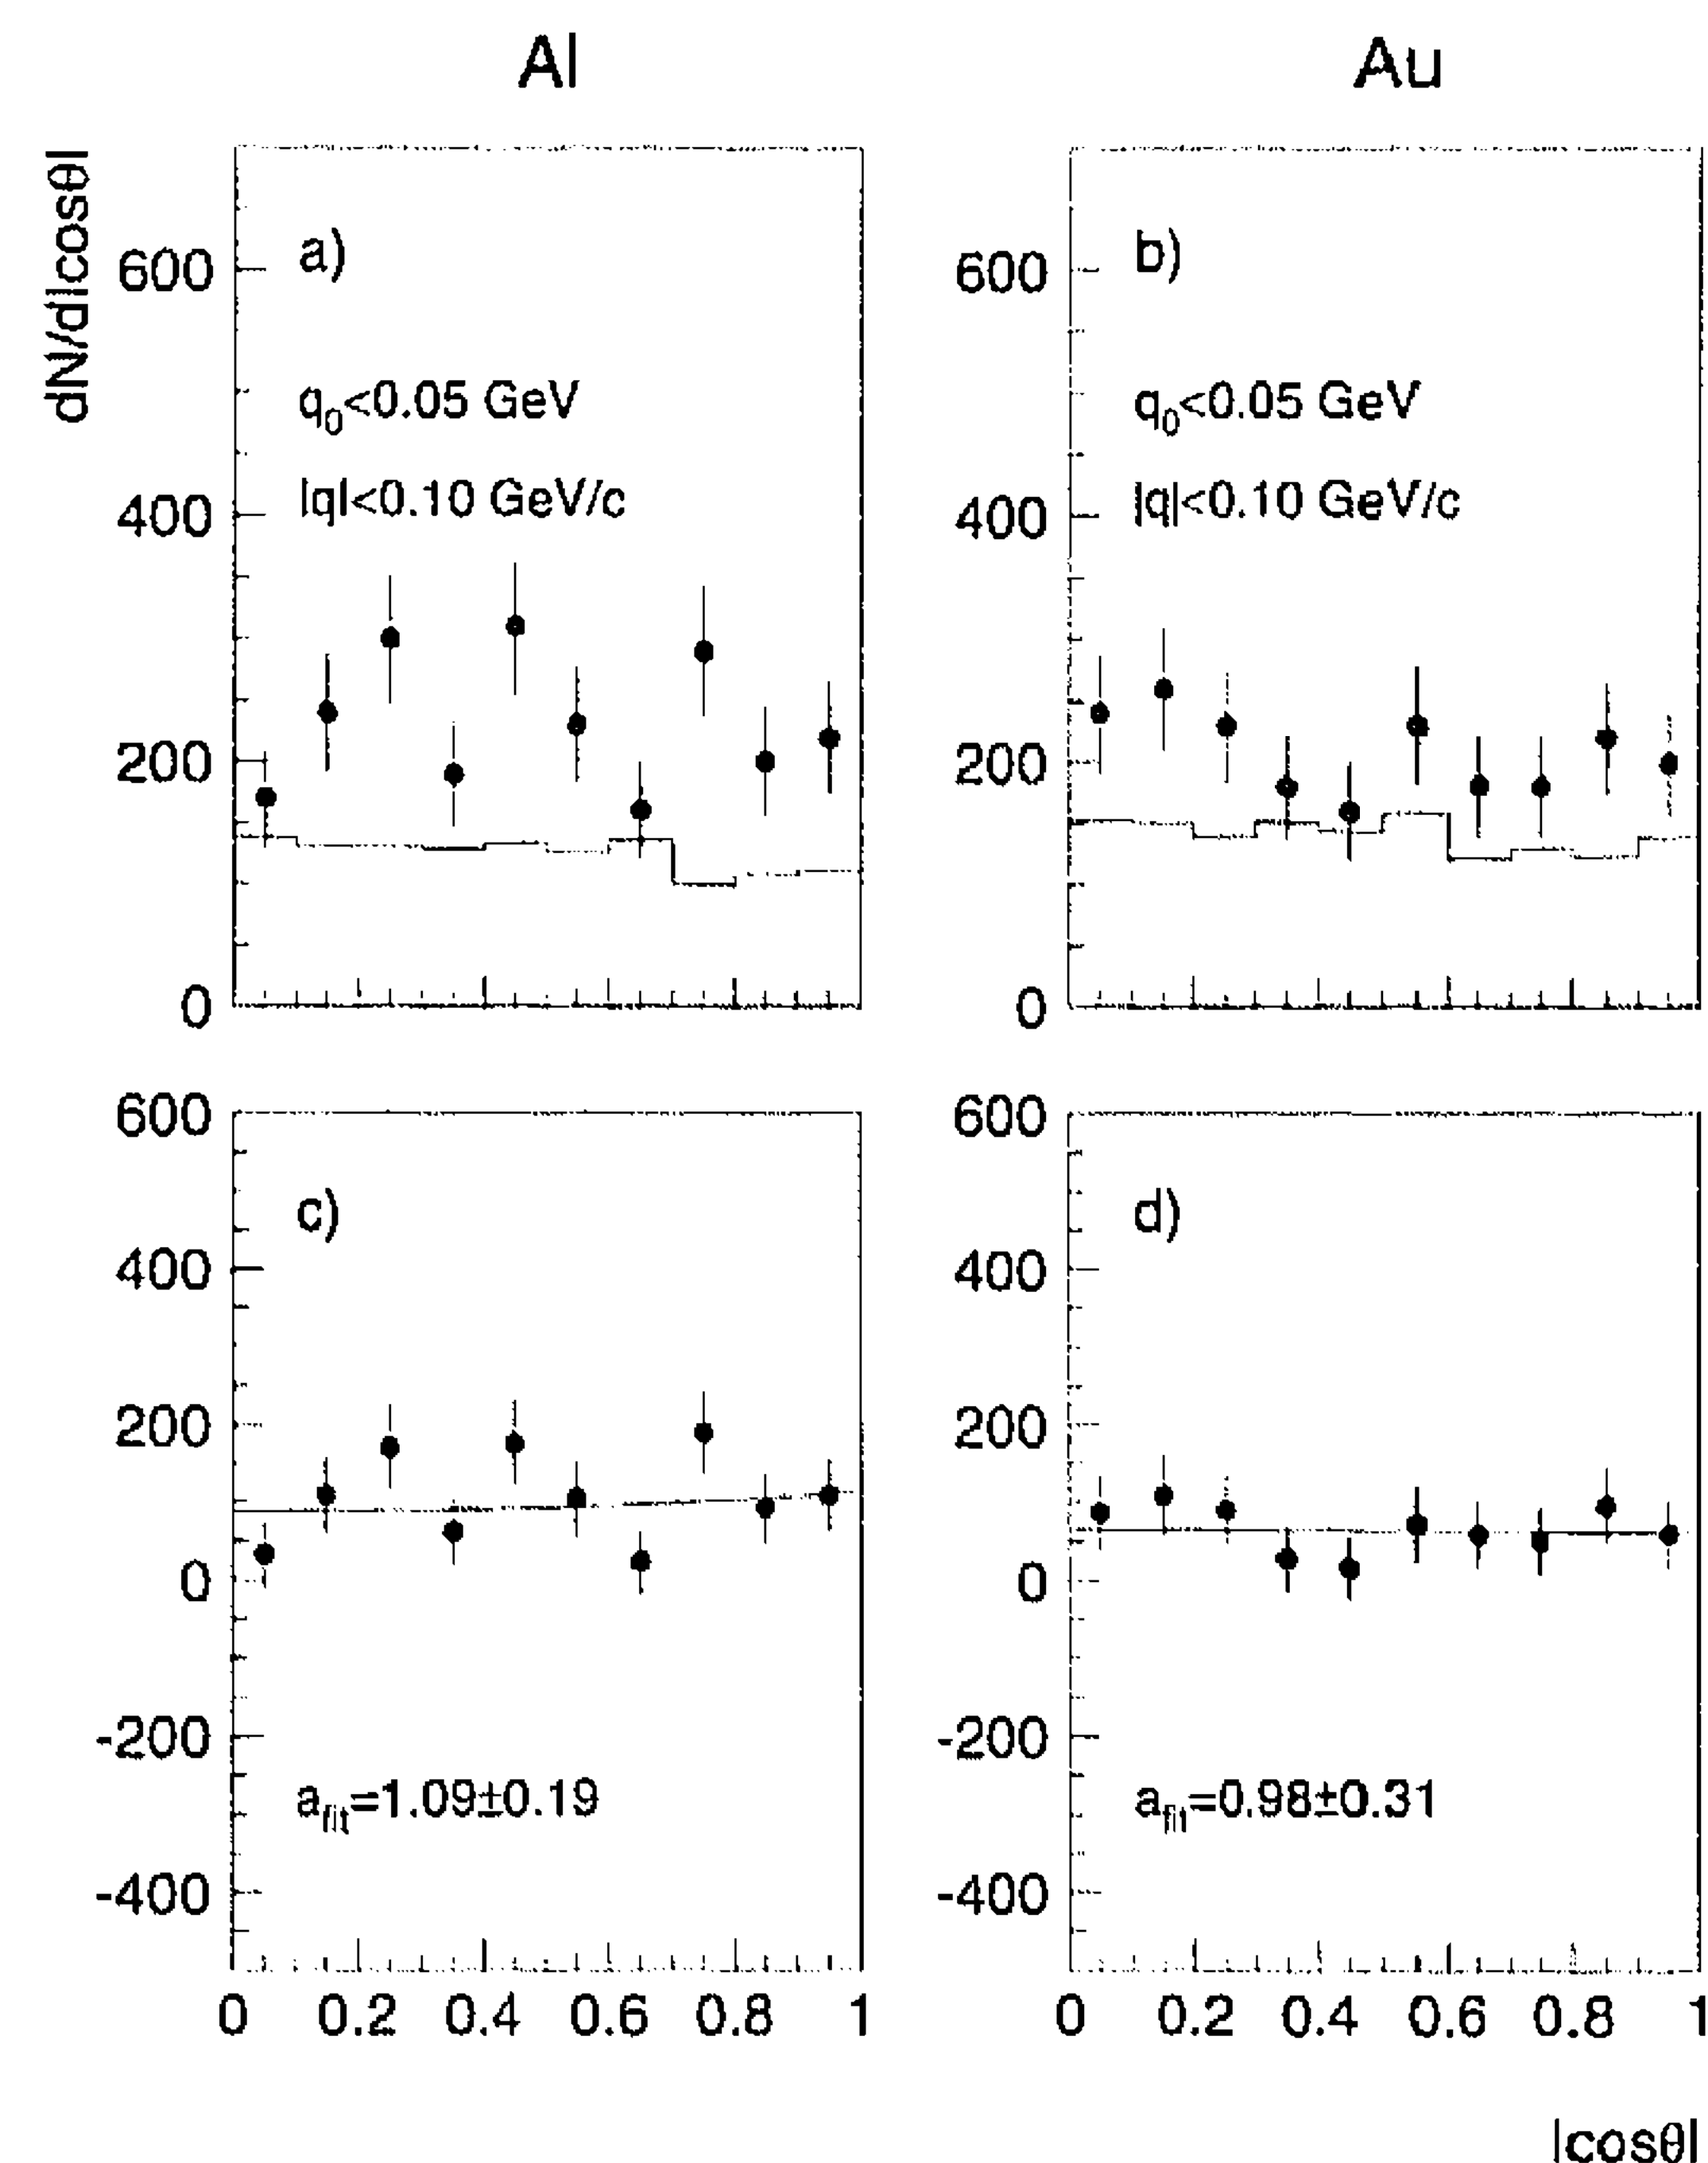 Al
Au
dN/d|cosθ|
600
a)
q₀<0.05 GeV
400
|q|<0.10 GeV/c
200
0
600
b)
q₀<0.05 GeV
400
|q|<0.10 GeV/c
200
0
600
c)
400
200
0
-200
a_fit=1.09±0.19
-400
0 0.2 0.4 0.6 0.8 1
600
d)
400
200
0
-200
a_fit=0.98±0.31
-400
0 0.2 0.4 0.6 0.8 1
|cosθ|